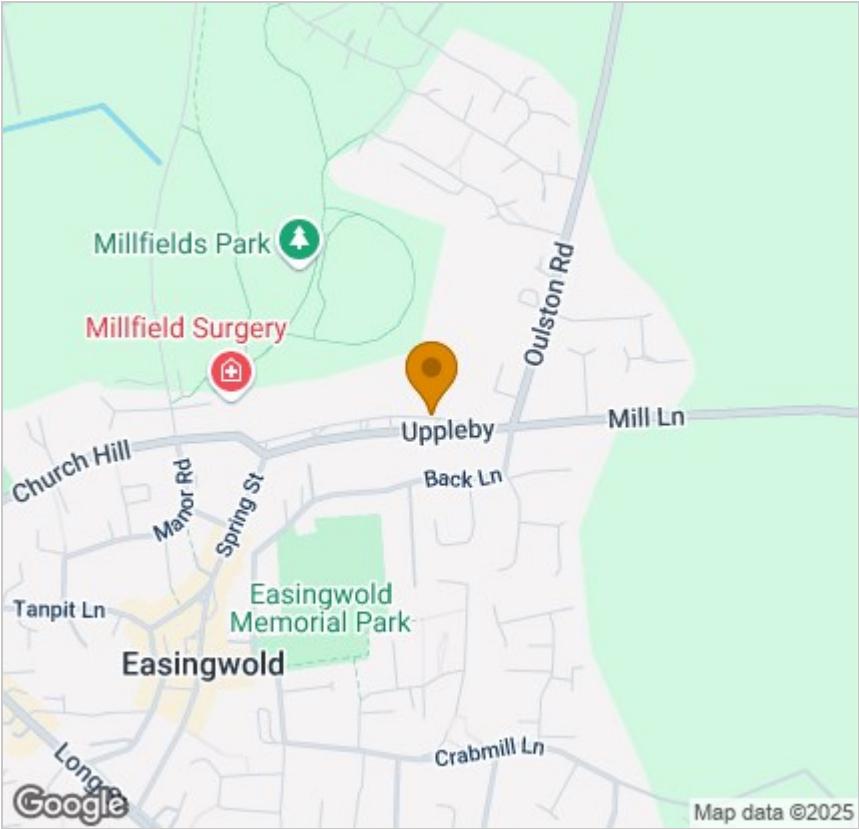 Millfields Park
Oulston Rd
Millfield Surgery
Mill Ln
Uppleby
Church Hill
Manor Rd
Spring St
Back Ln
Easingwold
Memorial Park
Tanpit Ln
Easingwold
Long
Crabmill Ln
Google
Map data ©2025